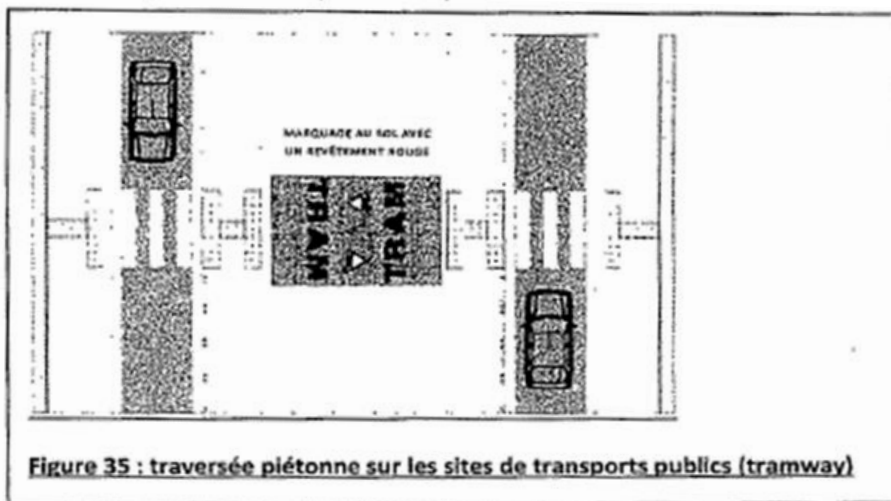 MARQUAGE AU SOL AVEC
UN REVÊTEMENT ROUGE
TRAM
TRAM
Figure 35 : traversée piétonne sur les sites de transports publics (tramway)